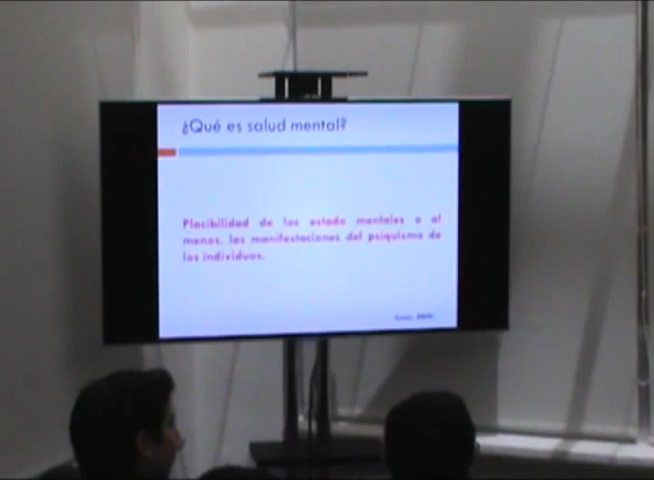 ¿Qué es salud mental?
Placibilidad de los estado mentales o al
menos, las manifestaciones del psiquismo de
los individuos.